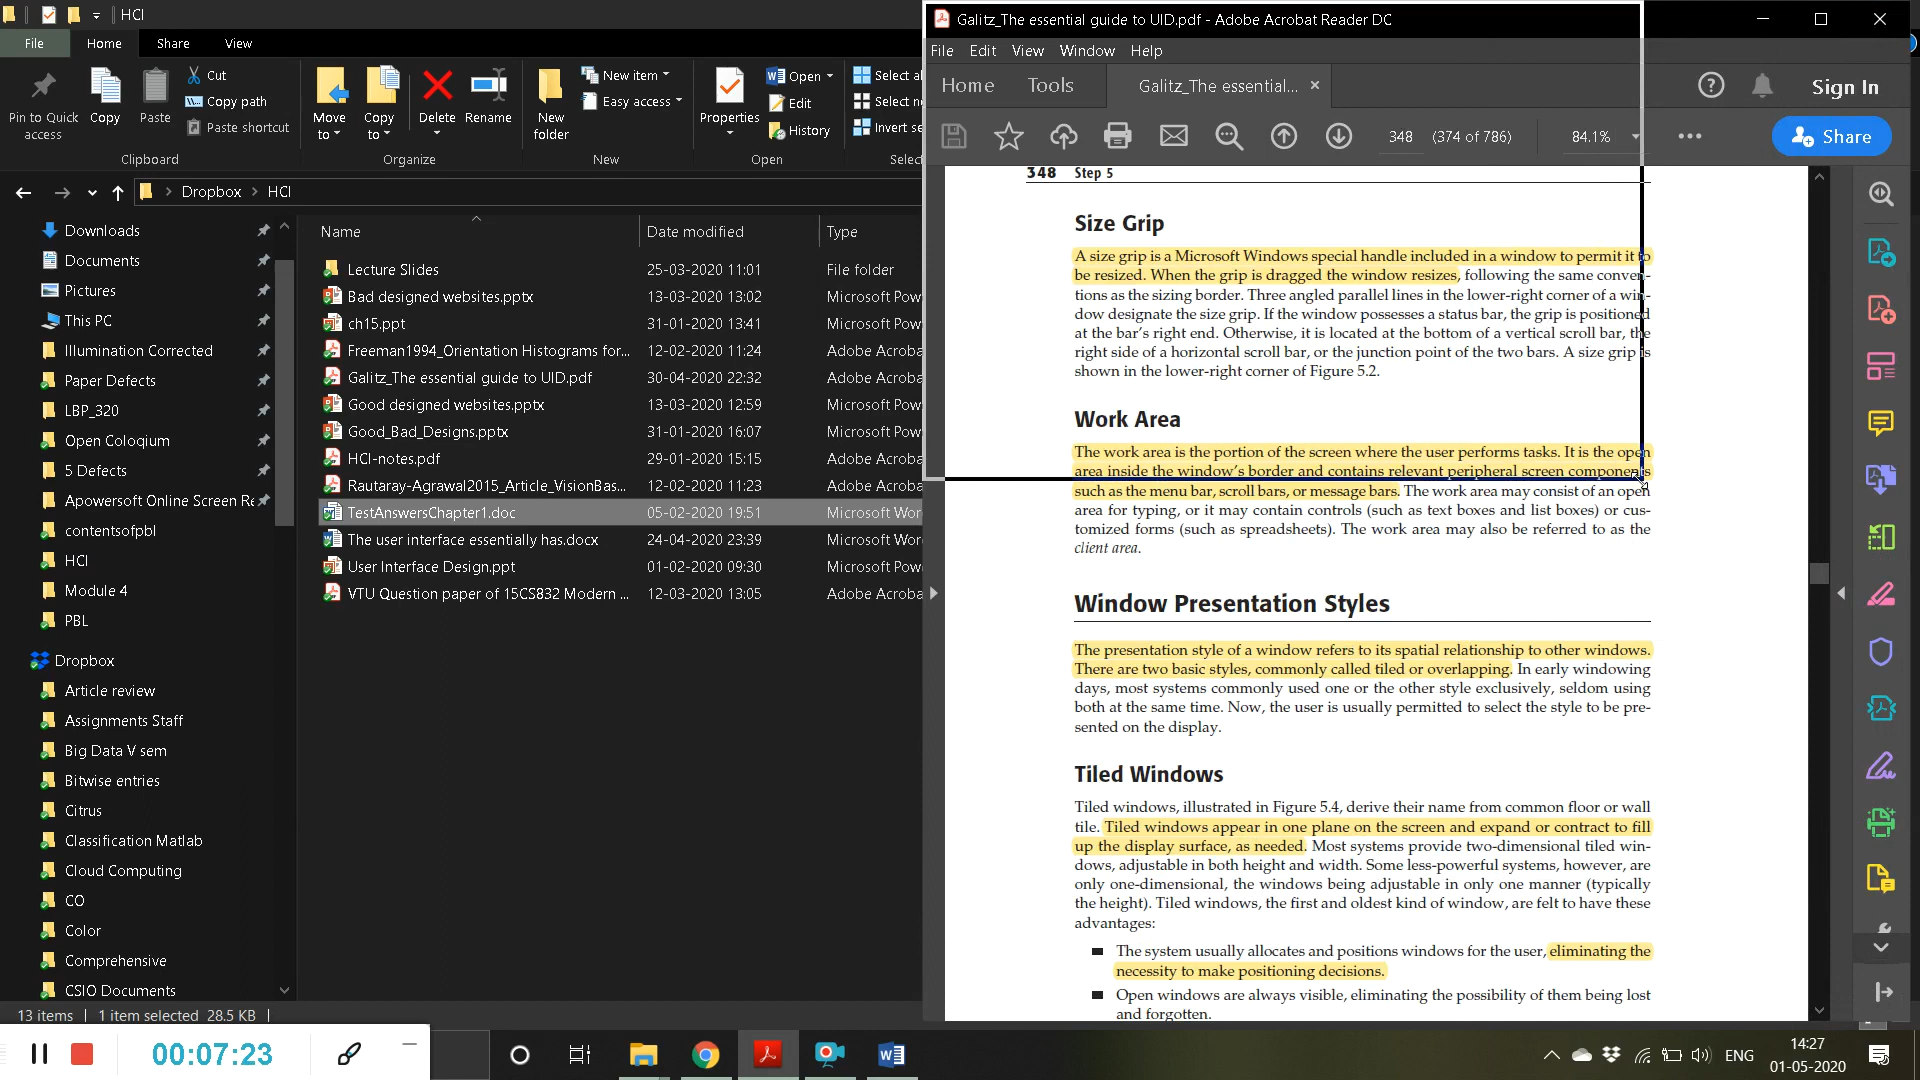 HCI
File
Home
Share
View
Pin to Quick access
Copy
Paste
Cut
Copy path
Paste shortcut
Move to
Copy to
Delete
Rename
New folder
New item
Easy access
Properties
Open
Edit
History
Select al
Select no
Invert se
Clipboard
Organize
New
Open
Selec
Dropbox
HCI
Name
Date modified
Type
Downloads
Documents
Pictures
This PC
Illumination Corrected
Paper Defects
LBP_320
Open Coloqium
5 Defects
Apowersoft Online Screen Re
contentsofpbl
HCI
Module 4
PBL
Dropbox
Article review
Assignments Staff
Big Data V sem
Bitwise entries
Citrus
Classification Matlab
Cloud Computing
CO
Color
Comprehensive
CSIO Documents
Lecture Slides 25-03-2020 11:01 File folder
Bad designed websites.pptx 13-03-2020 13:02 Microsoft Pow
ch15.ppt 31-01-2020 13:41 Microsoft Pow
Freeman1994_Orientation Histograms for... 12-02-2020 11:24 Adobe Acroba
Galitz_The essential guide to UID.pdf 30-04-2020 22:32 Adobe Acroba
Good designed websites.pptx 13-03-2020 12:59 Microsoft Pow
Good_Bad_Designs.pptx 31-01-2020 16:07 Microsoft Pow
HCI-notes.pdf 29-01-2020 15:15 Adobe Acroba
Rautaray-Agrawal2015_Article_VisionBas... 12-02-2020 11:23 Adobe Acroba
TestAnswersChapter1.doc 05-02-2020 19:51 Microsoft Wor
The user interface essentially has.docx 24-04-2020 23:39 Microsoft Wor
User Interface Design.ppt 01-02-2020 09:30 Microsoft Pow
VTU Question paper of 15CS832 Modern ... 12-03-2020 13:05 Adobe Acroba
13 items
1 item selected 28.5 KB
Galitz_The essential guide to UID.pdf - Adobe Acrobat Reader DC
File Edit View Window Help
Home
Tools
Galitz_The essential...
Sign In
348 (374 of 786)
84.1%
Share
348 Step 5
Size Grip
A size grip is a Microsoft Windows special handle included in a window to permit it to
be resized. When the grip is dragged the window resizes, following the same conven-
tions as the sizing border. Three angled parallel lines in the lower-right corner of a win-
dow designate the size grip. If the window possesses a status bar, the grip is positioned
at the bar's right end. Otherwise, it is located at the bottom of a vertical scroll bar, the
right side of a horizontal scroll bar, or the junction point of the two bars. A size grip is
shown in the lower-right corner of Figure 5.2.
Work Area
The work area is the portion of the screen where the user performs tasks. It is the open
area inside the window's border and contains relevant peripheral screen components
such as the menu bar, scroll bars, or message bars. The work area may consist of an open
area for typing, or it may contain controls (such as text boxes and list boxes) or cus-
tomized forms (such as spreadsheets). The work area may also be referred to as the
client area.
Window Presentation Styles
The presentation style of a window refers to its spatial relationship to other windows.
There are two basic styles, commonly called tiled or overlapping. In early windowing
days, most systems commonly used one or the other style exclusively, seldom using
both at the same time. Now, the user is usually permitted to select the style to be pre-
sented on the display.
Tiled Windows
Tiled windows, illustrated in Figure 5.4, derive their name from common floor or wall
tile. Tiled windows appear in one plane on the screen and expand or contract to fill
up the display surface, as needed. Most systems provide two-dimensional tiled win-
dows, adjustable in both height and width. Some less-powerful systems, however, are
only one-dimensional, the windows being adjustable in only one manner (typically
the height). Tiled windows, the first and oldest kind of window, are felt to have these
advantages:
The system usually allocates and positions windows for the user, eliminating the
necessity to make positioning decisions.
Open windows are always visible, eliminating the possibility of them being lost
and forgotten.
00:07:23
ENG
14:27
01-05-2020